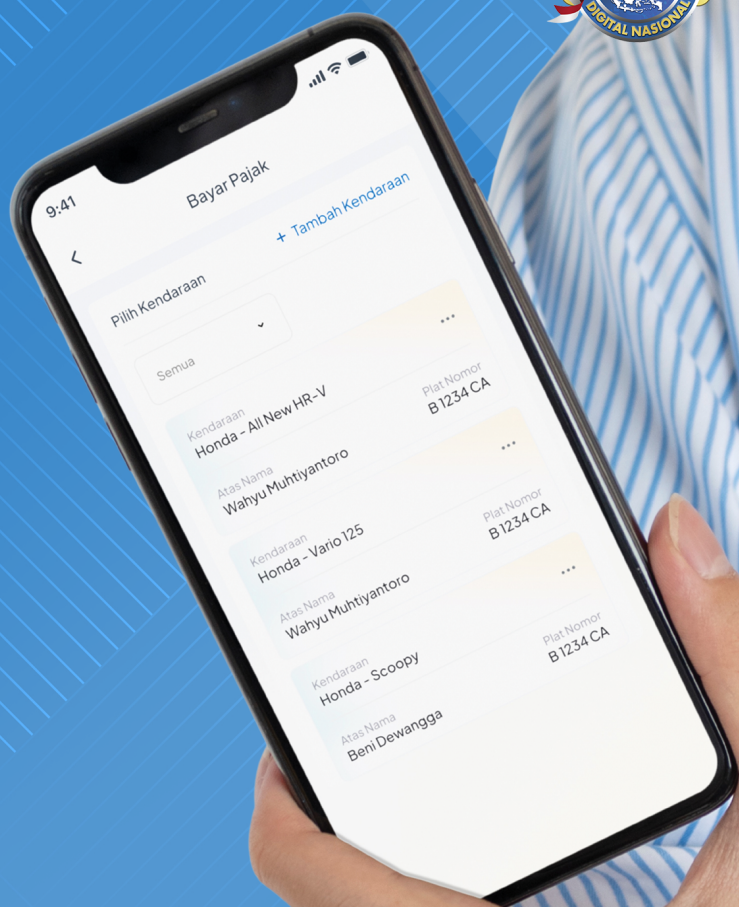 DIGITAL NASIONAL
9:41
Bayar Pajak
Pilih Kendaraan
+ Tambah Kendaraan
Semua
Kendaraan
Honda - All New HR-V
Atas Nama
Wahyu Muhtiyantoro
Plat Nomor
B 1234 CA
Kendaraan
Honda - Vario 125
Atas Nama
Wahyu Muhtiyantoro
Plat Nomor
B 1234 CA
Kendaraan
Honda - Scoopy
Atas Nama
Beni Dewangga
Plat Nomor
B 1234 CA